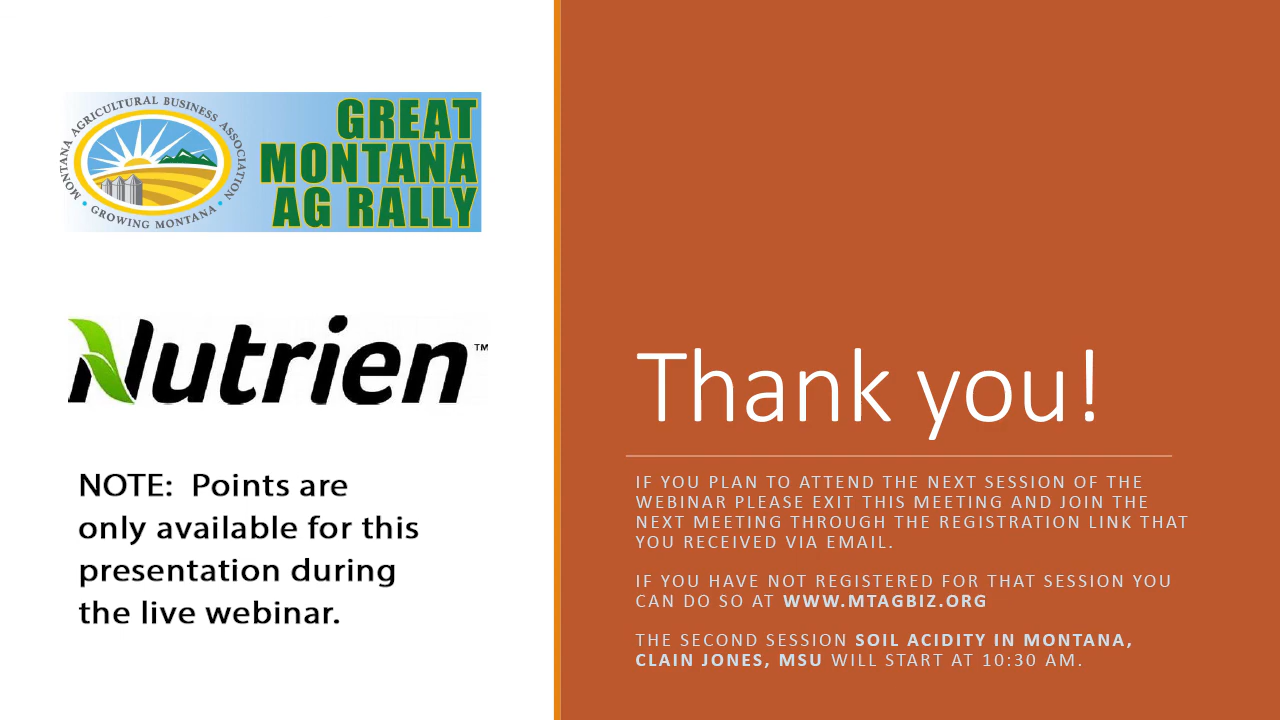 MONTANA AGRICULTURAL BUSINESS ASSOCIATION
• GROWING MONTANA •
GREAT
MONTANA
AG RALLY
Nutrien™
NOTE:  Points are
only available for this
presentation during
the live webinar.
Thank you!
IF YOU PLAN TO ATTEND THE NEXT SESSION OF THE
WEBINAR PLEASE EXIT THIS MEETING AND JOIN THE
NEXT MEETING THROUGH THE REGISTRATION LINK THAT
YOU RECEIVED VIA EMAIL.
IF YOU HAVE NOT REGISTERED FOR THAT SESSION YOU
CAN DO SO AT WWW.MTAGBIZ.ORG
THE SECOND SESSION SOIL ACIDITY IN MONTANA,
CLAIN JONES, MSU WILL START AT 10:30 AM.